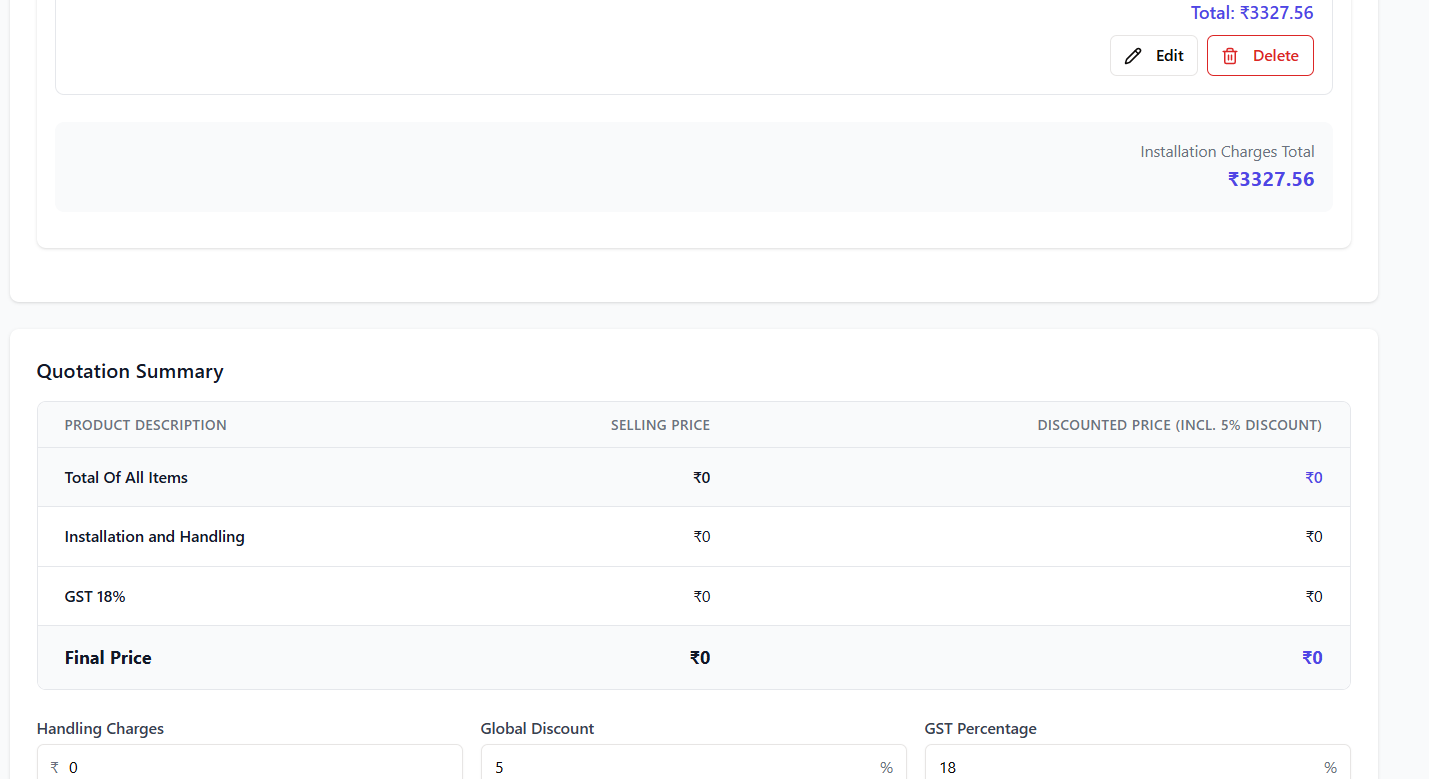 Total: ₹3327.56
Edit Delete
Installation Charges Total
₹3327.56
Quotation Summary
PRODUCT DESCRIPTION SELLING PRICE DISCOUNTED PRICE (INCL. 5% DISCOUNT)
Total Of All Items ₹0 ₹0
Installation and Handling ₹0 ₹0
GST 18% ₹0 ₹0
Final Price ₹0 ₹0
Handling Charges Global Discount GST Percentage
₹ 0 5 % 18 %